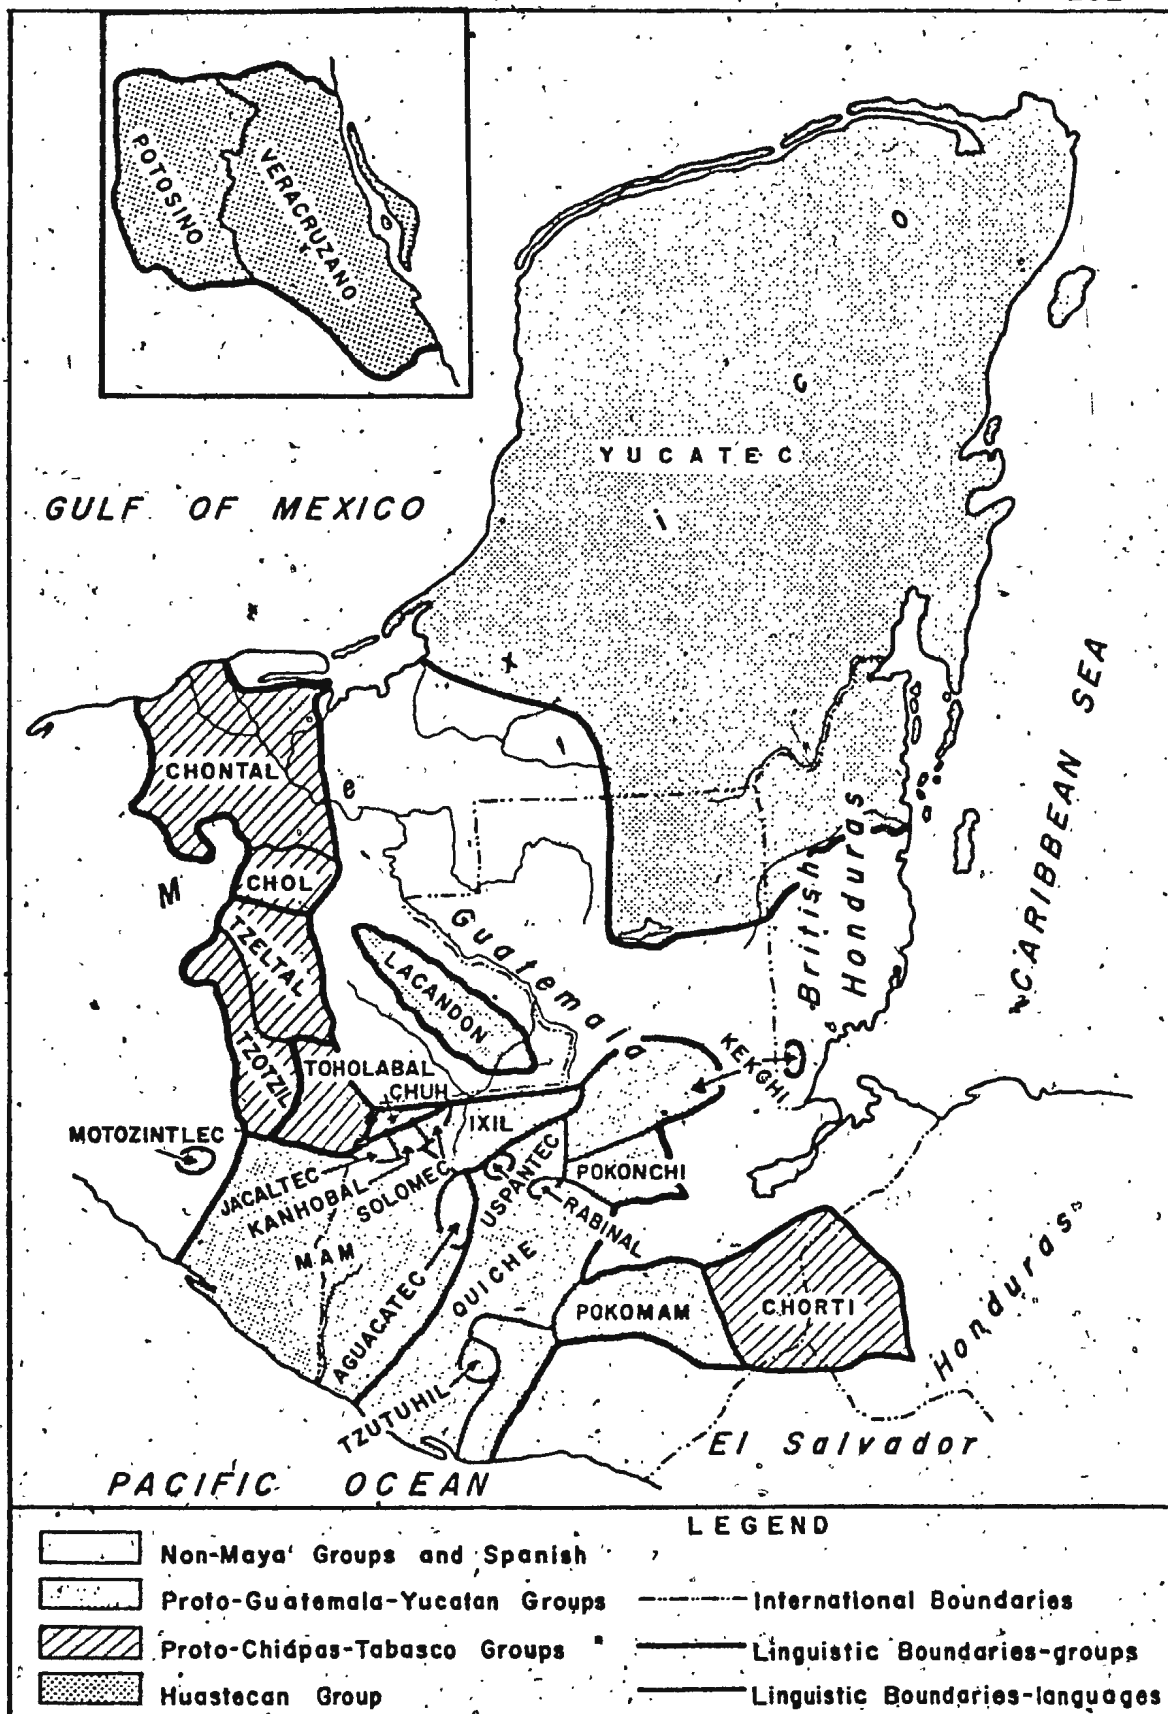 POTOSINO
VERACRUZANO
YUCATEC
GULF OF MEXICO
Mexico
CARIBBEAN SEA
CHONTAL
CHOL
TZELTAL
TZOTZIL
LACANDON
Guatemala
British
Honduras
TOHOLABAL
CHUH
KEKGHI
IXIL
MOTOZINTLEC
JACALTEC
KANHOBAL
SOLOMEC
USPANTEC
POKONCHI
RABINAL
MAM
AGUACATEC
QUICHE
TZUTUHIL
POKOMAM
CHORTI
Honduras
El Salvador
PACIFIC OCEAN
LEGEND
Non-Maya' Groups and Spanish
Proto-Guatemala-Yucatan Groups
Proto-Chiapas-Tabasco Groups
Huastecan Group
International Boundaries
Linguistic Boundaries-groups
Linguistic Boundaries-languages